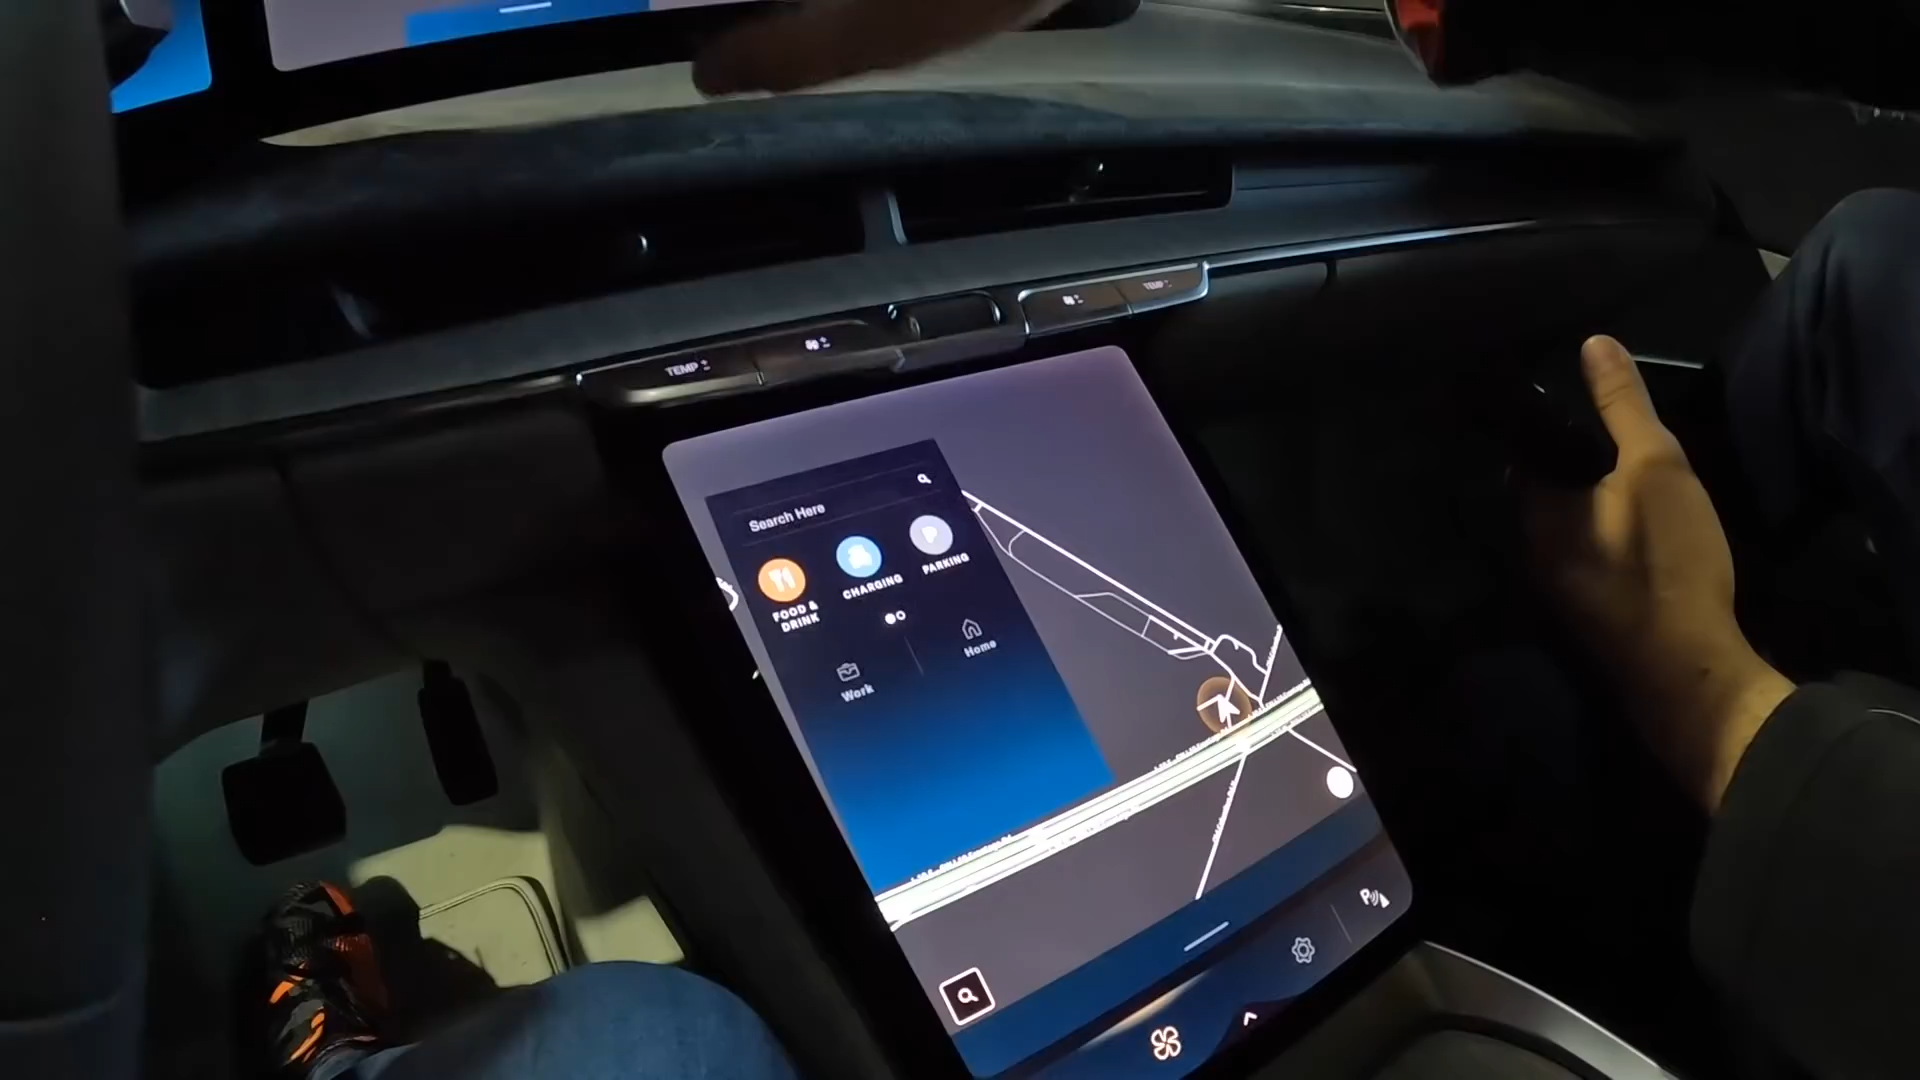 TEMP
TEMP
Search Here
FOOD &
DRINK
CHARGING
PARKING
Work
Home
P